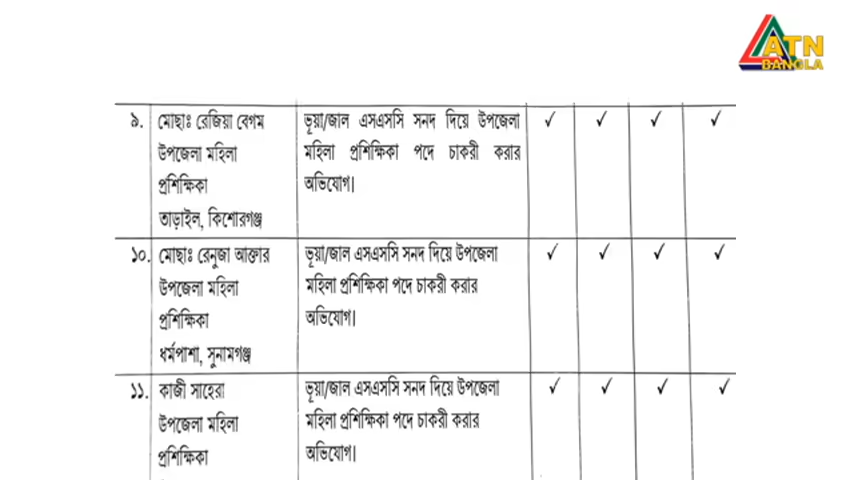 ATN
BANGLA
৯. মোছাঃ রেজিয়া বেগম ভূয়া/জাল এসএসসি সনদ দিয়ে উপজেলা ✓ ✓ ✓ ✓
উপজেলা মহিলা মহিলা প্রশিক্ষিকা পদে চাকরী করার
প্রশিক্ষিকা অভিযোগ।
তাড়াইল, কিশোরগঞ্জ
১০. মোছাঃ রেনুজা আক্তার ভূয়া/জাল এসএসসি সনদ দিয়ে উপজেলা ✓ ✓ ✓ ✓
উপজেলা মহিলা মহিলা প্রশিক্ষিকা পদে চাকরী করার
প্রশিক্ষিকা অভিযোগ।
ধর্মপাশা, সুনামগঞ্জ
১১. কাজী সাহেরা ভূয়া/জাল এসএসসি সনদ দিয়ে উপজেলা ✓ ✓ ✓ ✓
উপজেলা মহিলা মহিলা প্রশিক্ষিকা পদে চাকরী করার
প্রশিক্ষিকা অভিযোগ।